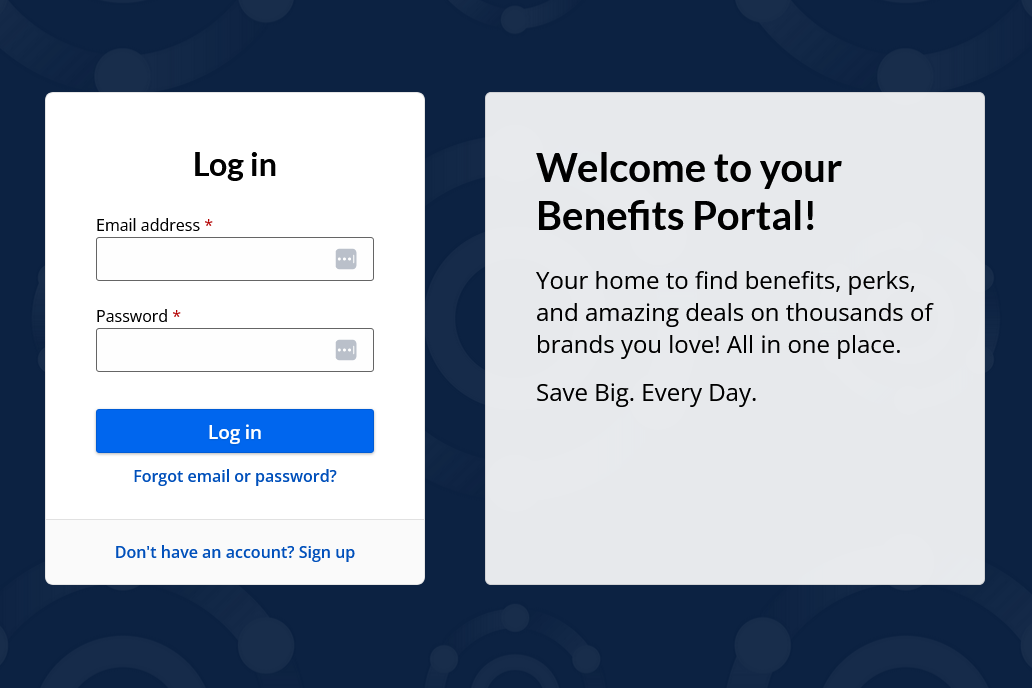 Log in
Email address *
Password *
Log in
Forgot email or password?
Don't have an account? Sign up
Welcome to your
Benefits Portal!
Your home to find benefits, perks,
and amazing deals on thousands of
brands you love! All in one place.
Save Big. Every Day.